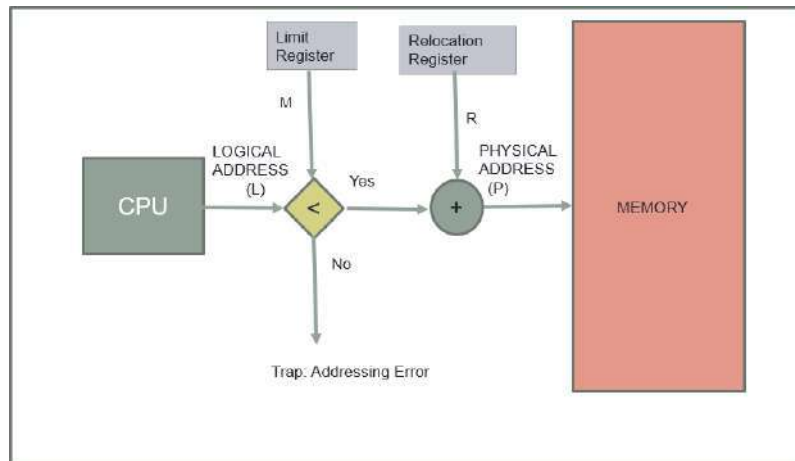 Limit
Register
Relocation
Register
M
R
LOGICAL
ADDRESS
(L)
PHYSICAL
ADDRESS
(P)
CPU
<
Yes
+
MEMORY
No
Trap: Addressing Error